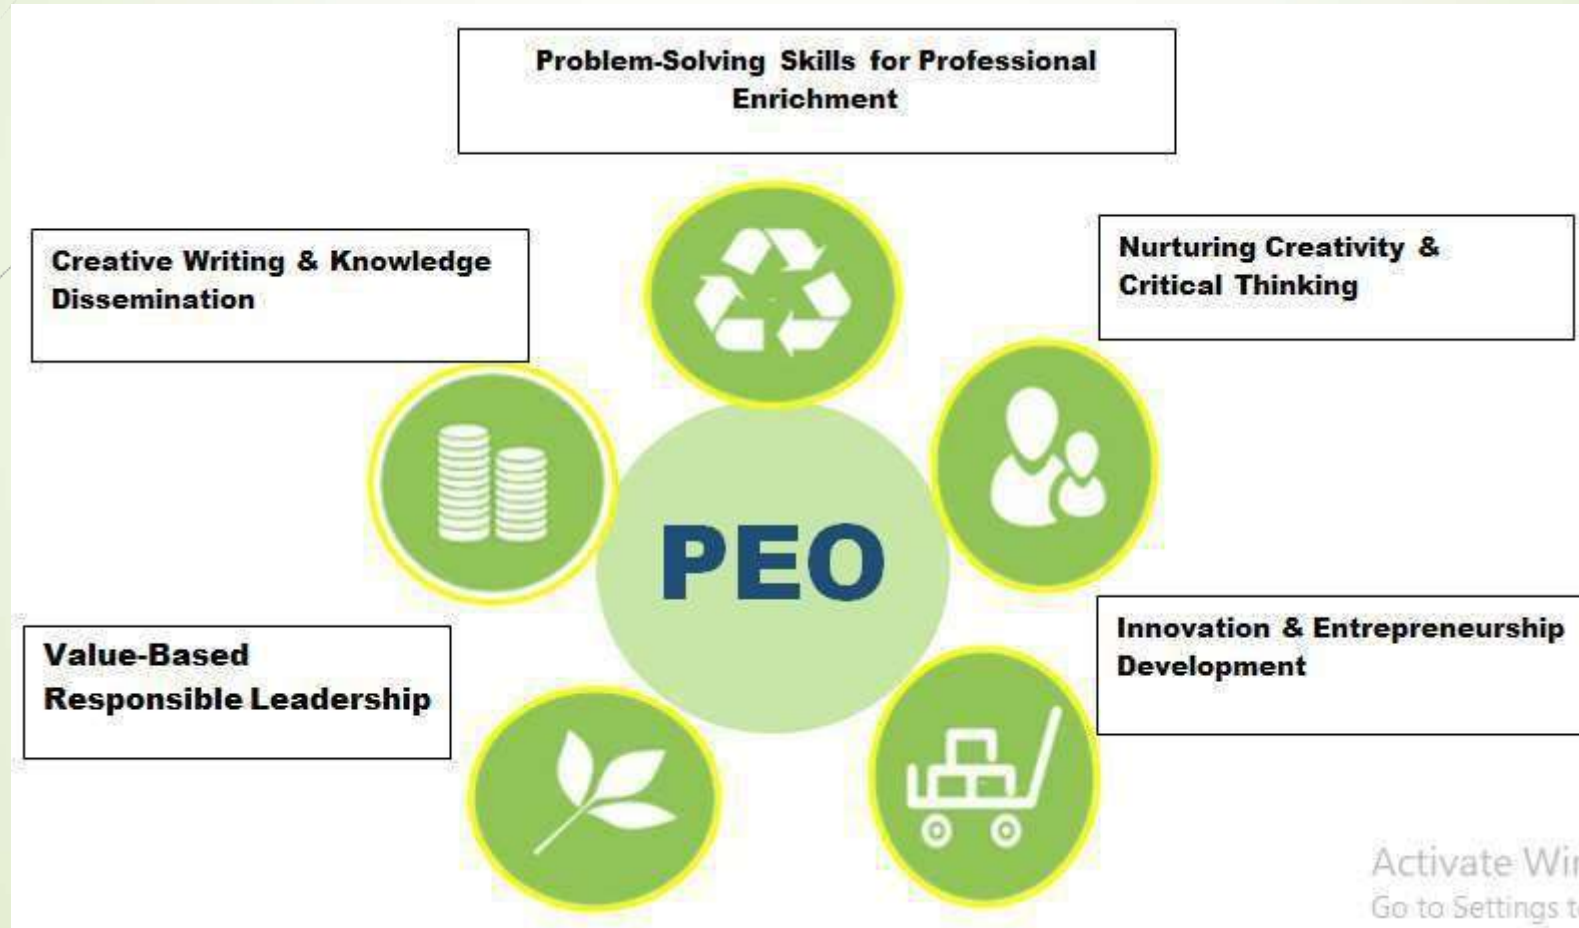 Problem-Solving Skills for Professional
Enrichment
Creative Writing & Knowledge
Dissemination
Nurturing Creativity &
Critical Thinking
PEO
Value-Based
Responsible Leadership
Innovation & Entrepreneurship
Development
Activate
Go to Settings